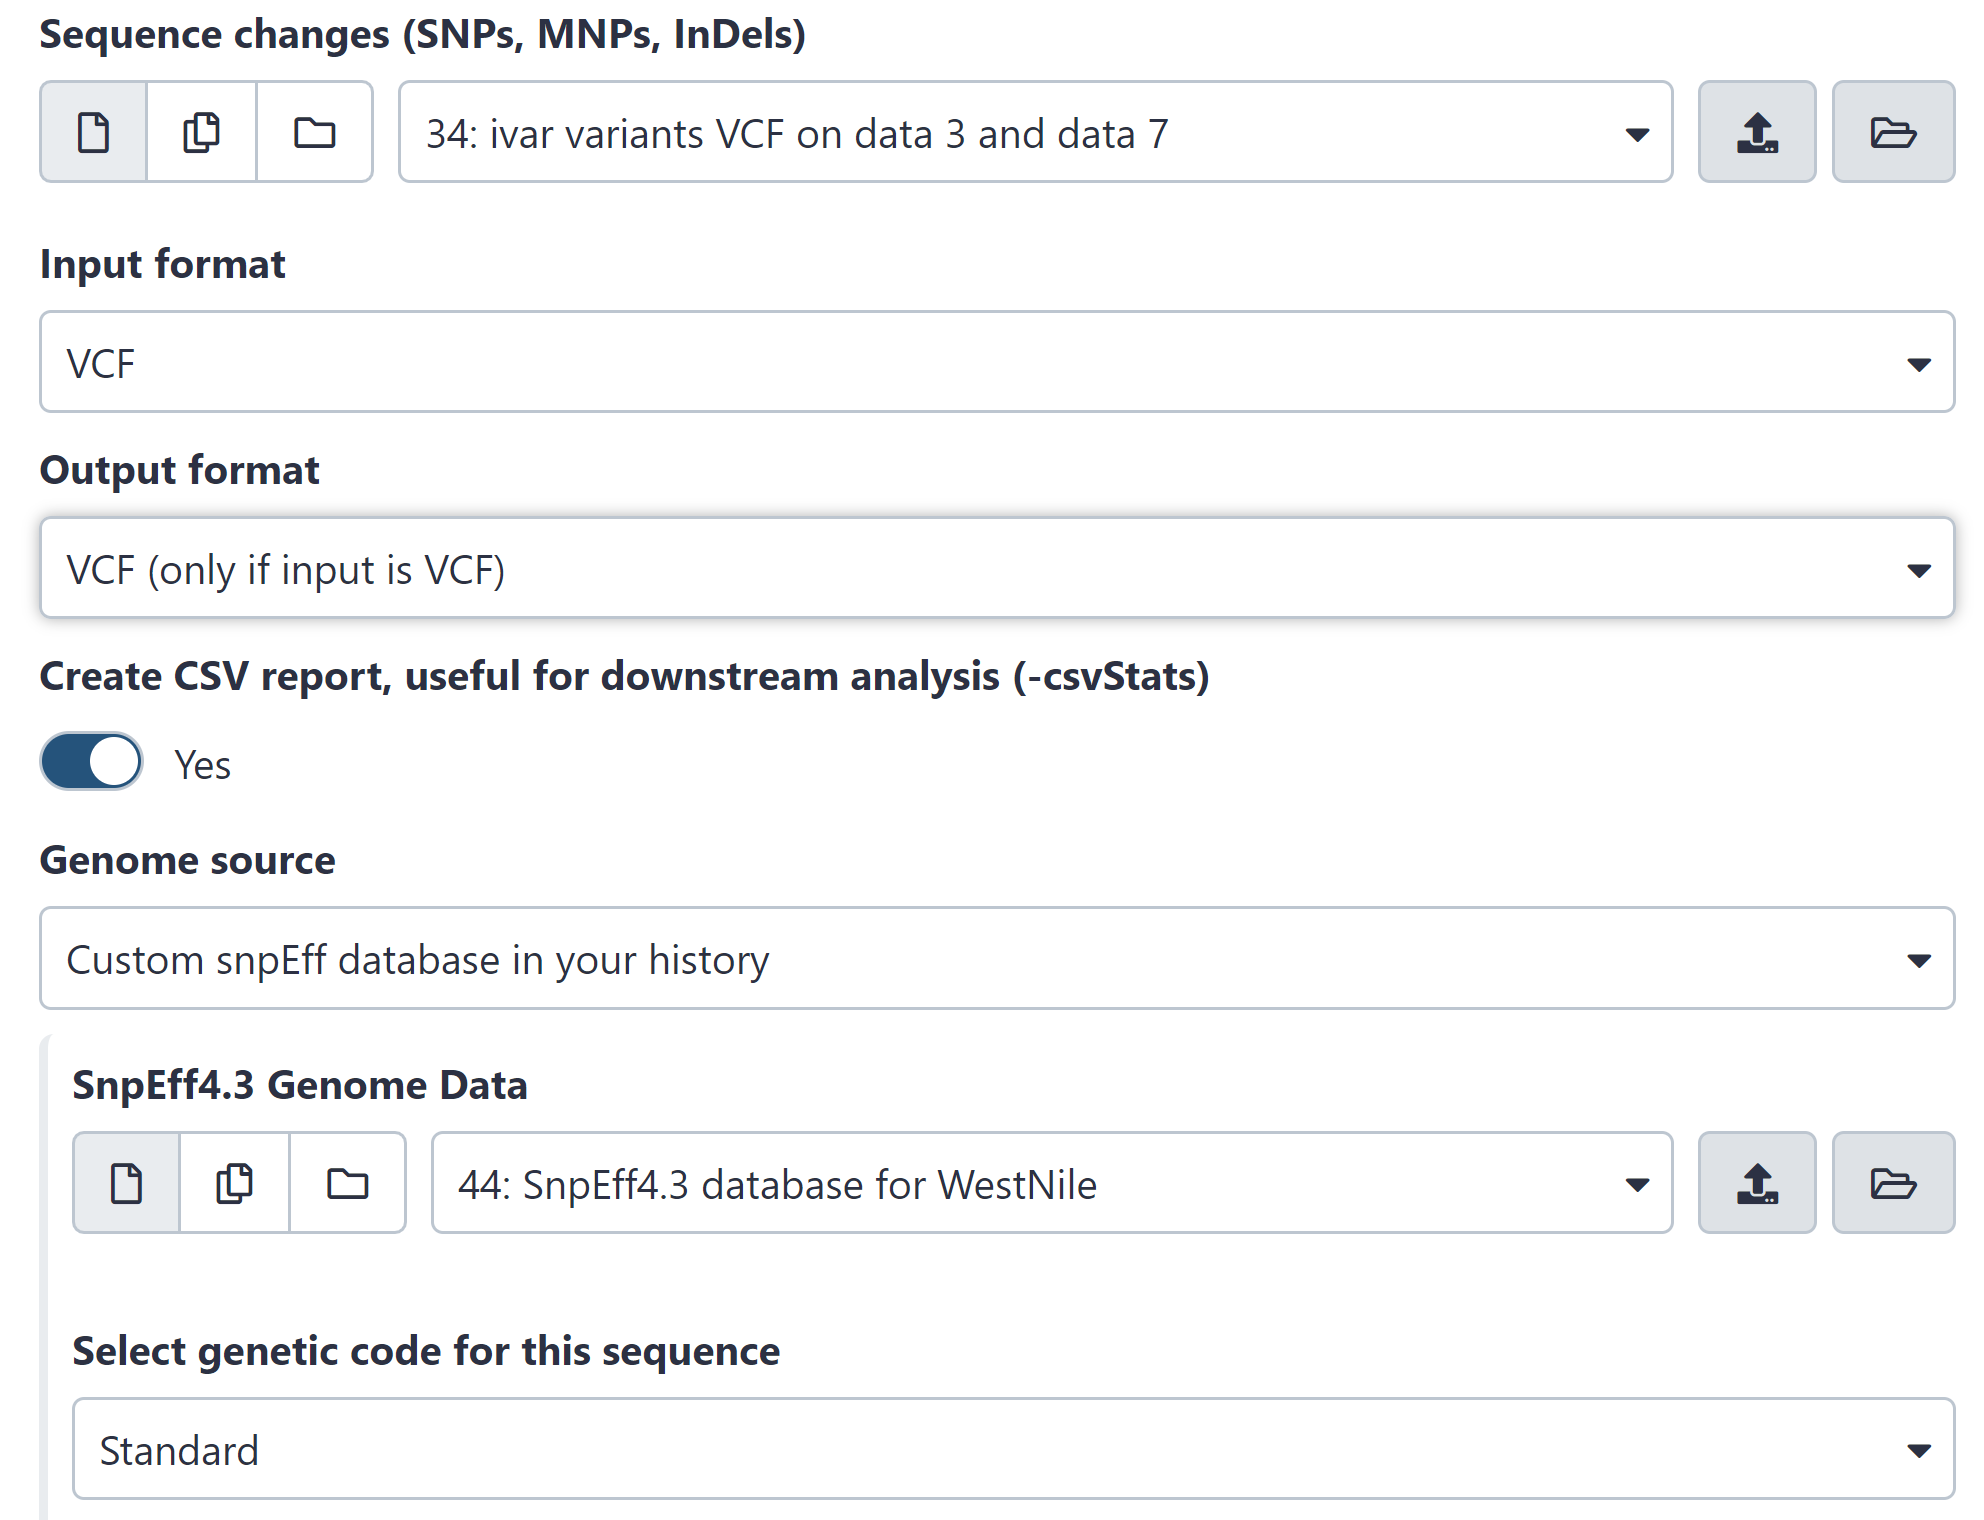 Sequence changes (SNPs, MNPs, InDels)
34: ivar variants VCF on data 3 and data 7
Input format
VCF
Output format
VCF (only if input is VCF)
Create CSV report, useful for downstream analysis (-csvStats)
Yes
Genome source
Custom snpEff database in your history
SnpEff4.3 Genome Data
44: SnpEff4.3 database for WestNile
Select genetic code for this sequence
Standard